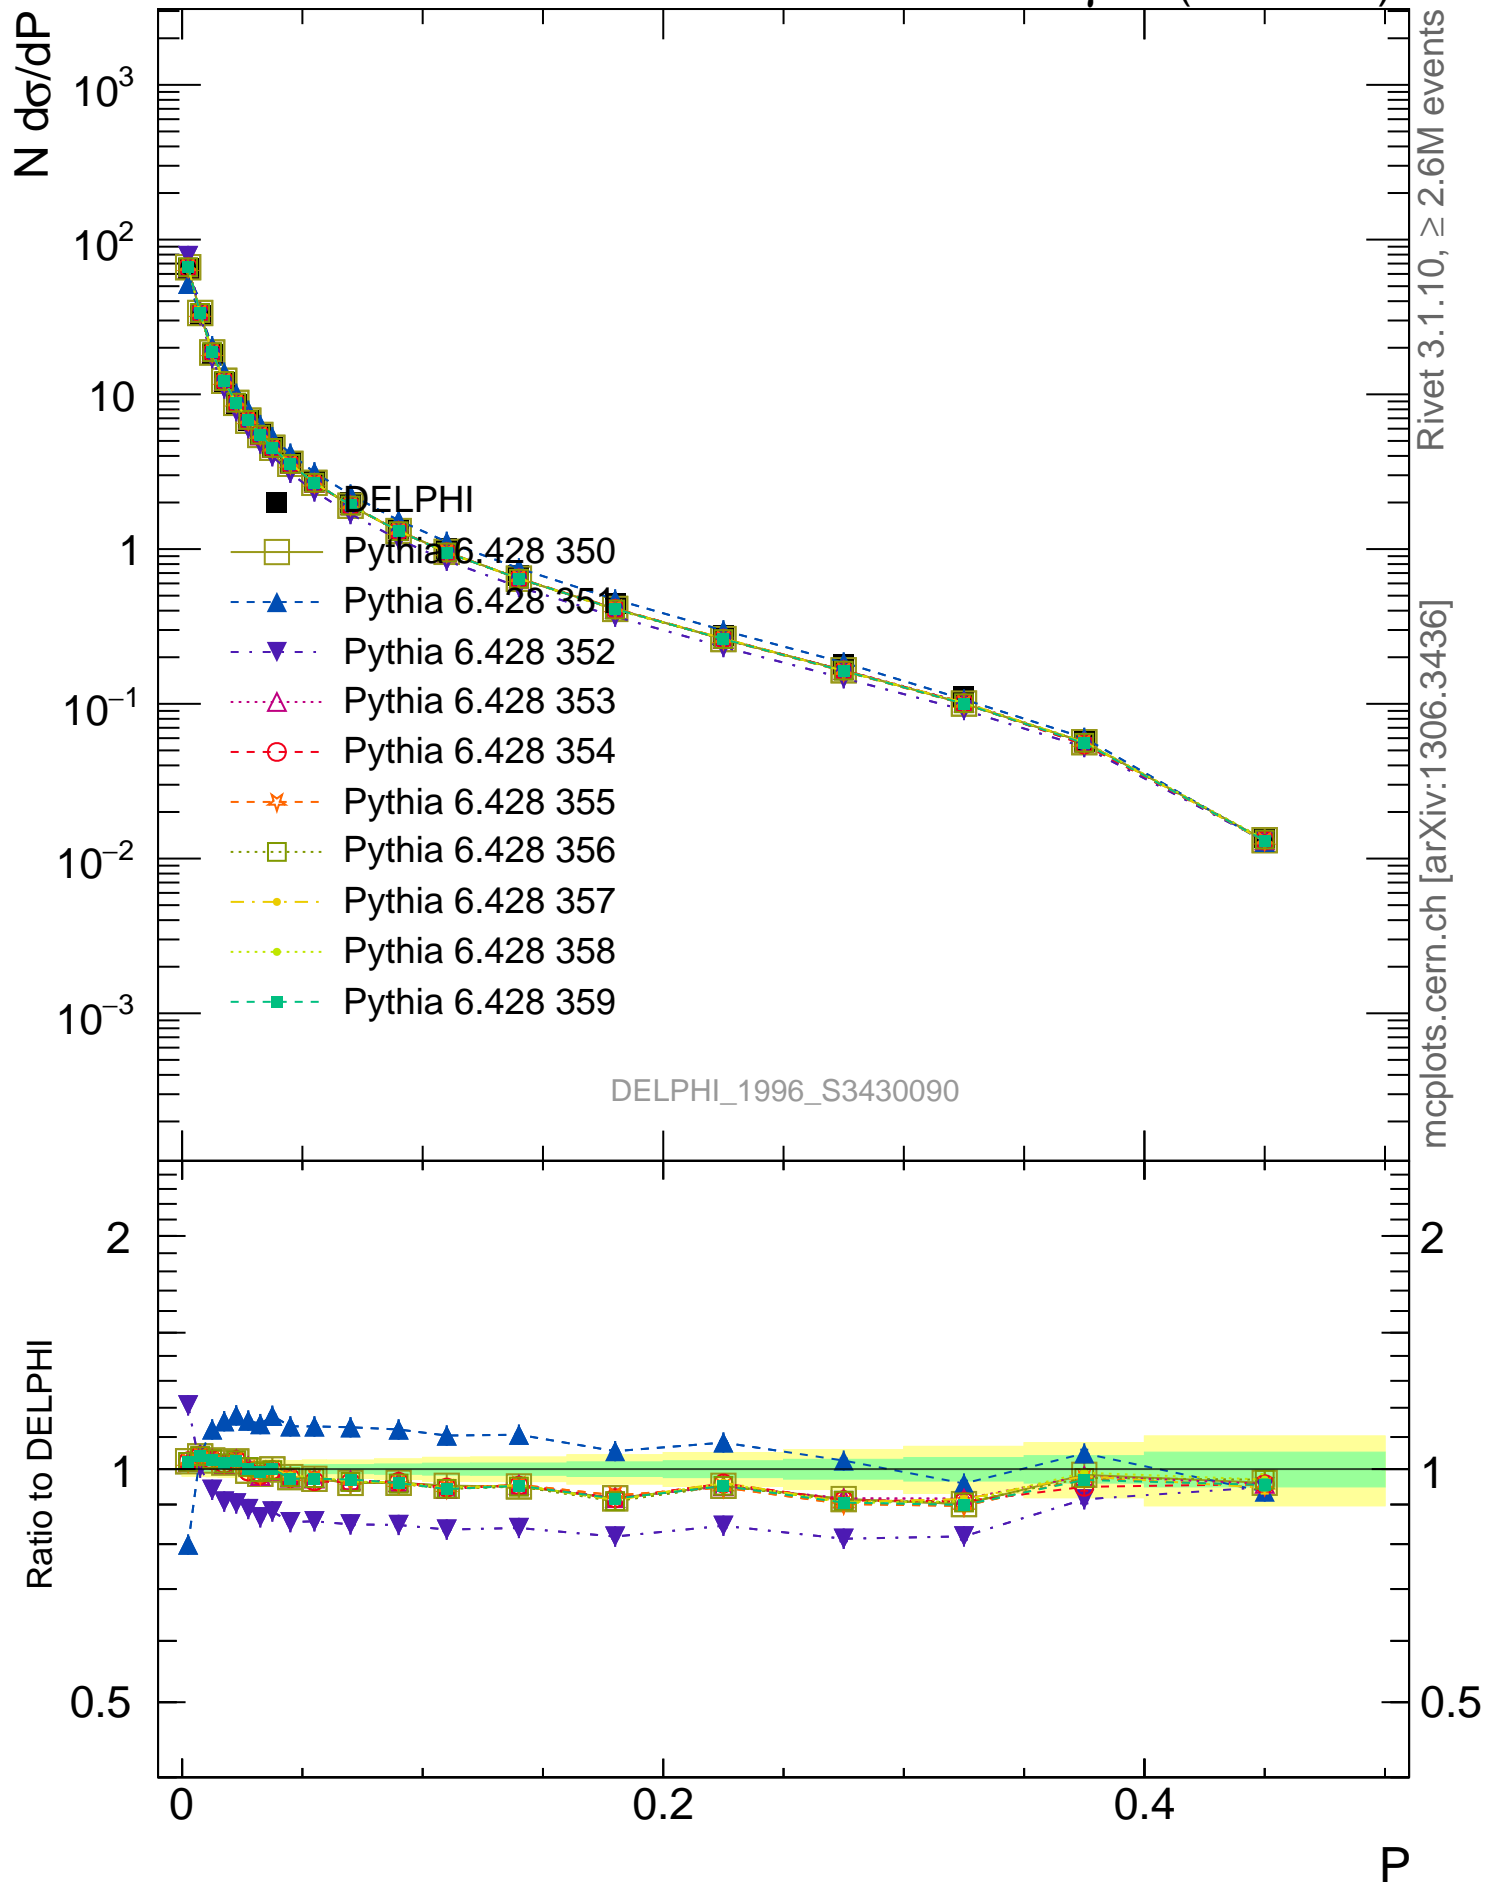 N dσ/dP
10³
10²
10
1
10⁻¹
10⁻²
10⁻³
DELPHI
Pythia 6.428 350
Pythia 6.428 351
Pythia 6.428 352
Pythia 6.428 353
Pythia 6.428 354
Pythia 6.428 355
Pythia 6.428 356
Pythia 6.428 357
Pythia 6.428 358
Pythia 6.428 359
DELPHI_1996_S3430090
Rivet 3.1.10, ≥ 2.6M events
mcplots.cern.ch [arXiv:1306.3436]
Ratio to DELPHI
2
1
0.5
2
1
0.5
0
0.2
0.4
P